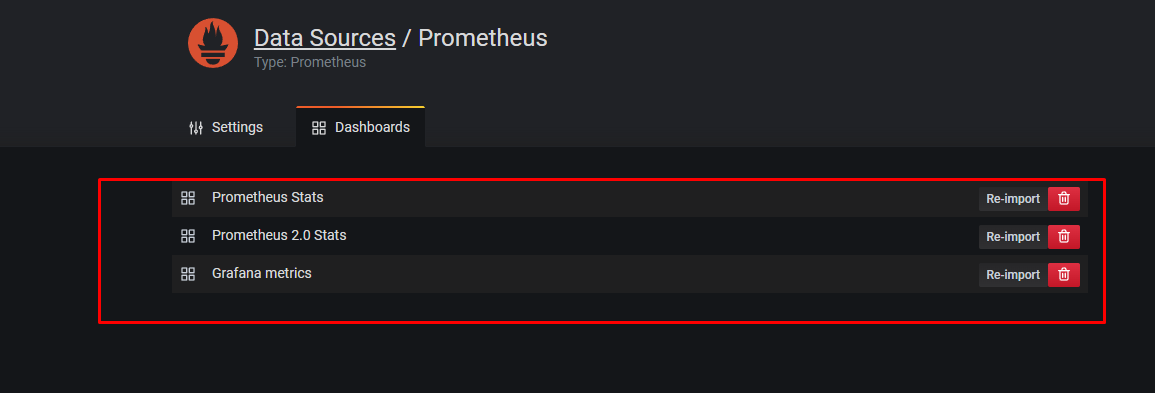 Data Sources / Prometheus
Type: Prometheus
Settings
Dashboards
Prometheus Stats
Re-import
Prometheus 2.0 Stats
Re-import
Grafana metrics
Re-import